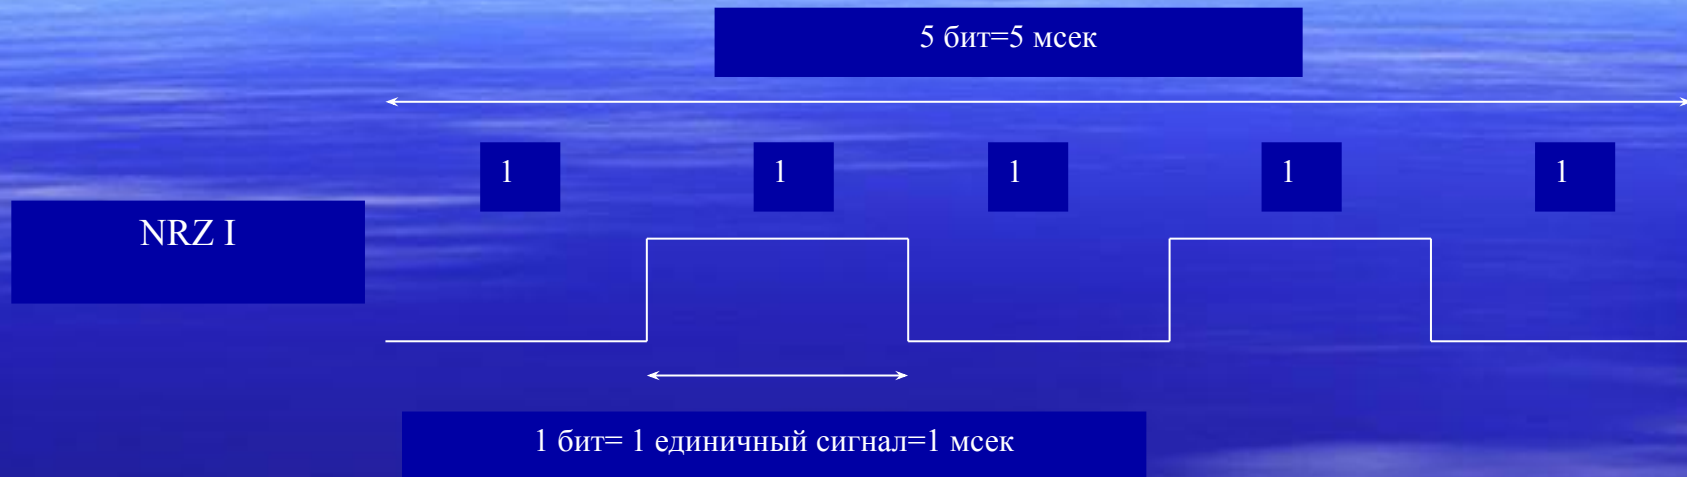 5 бит=5 мсек
1 1 1 1 1
NRZ I
1 бит= 1 единичный сигнал=1 мсек